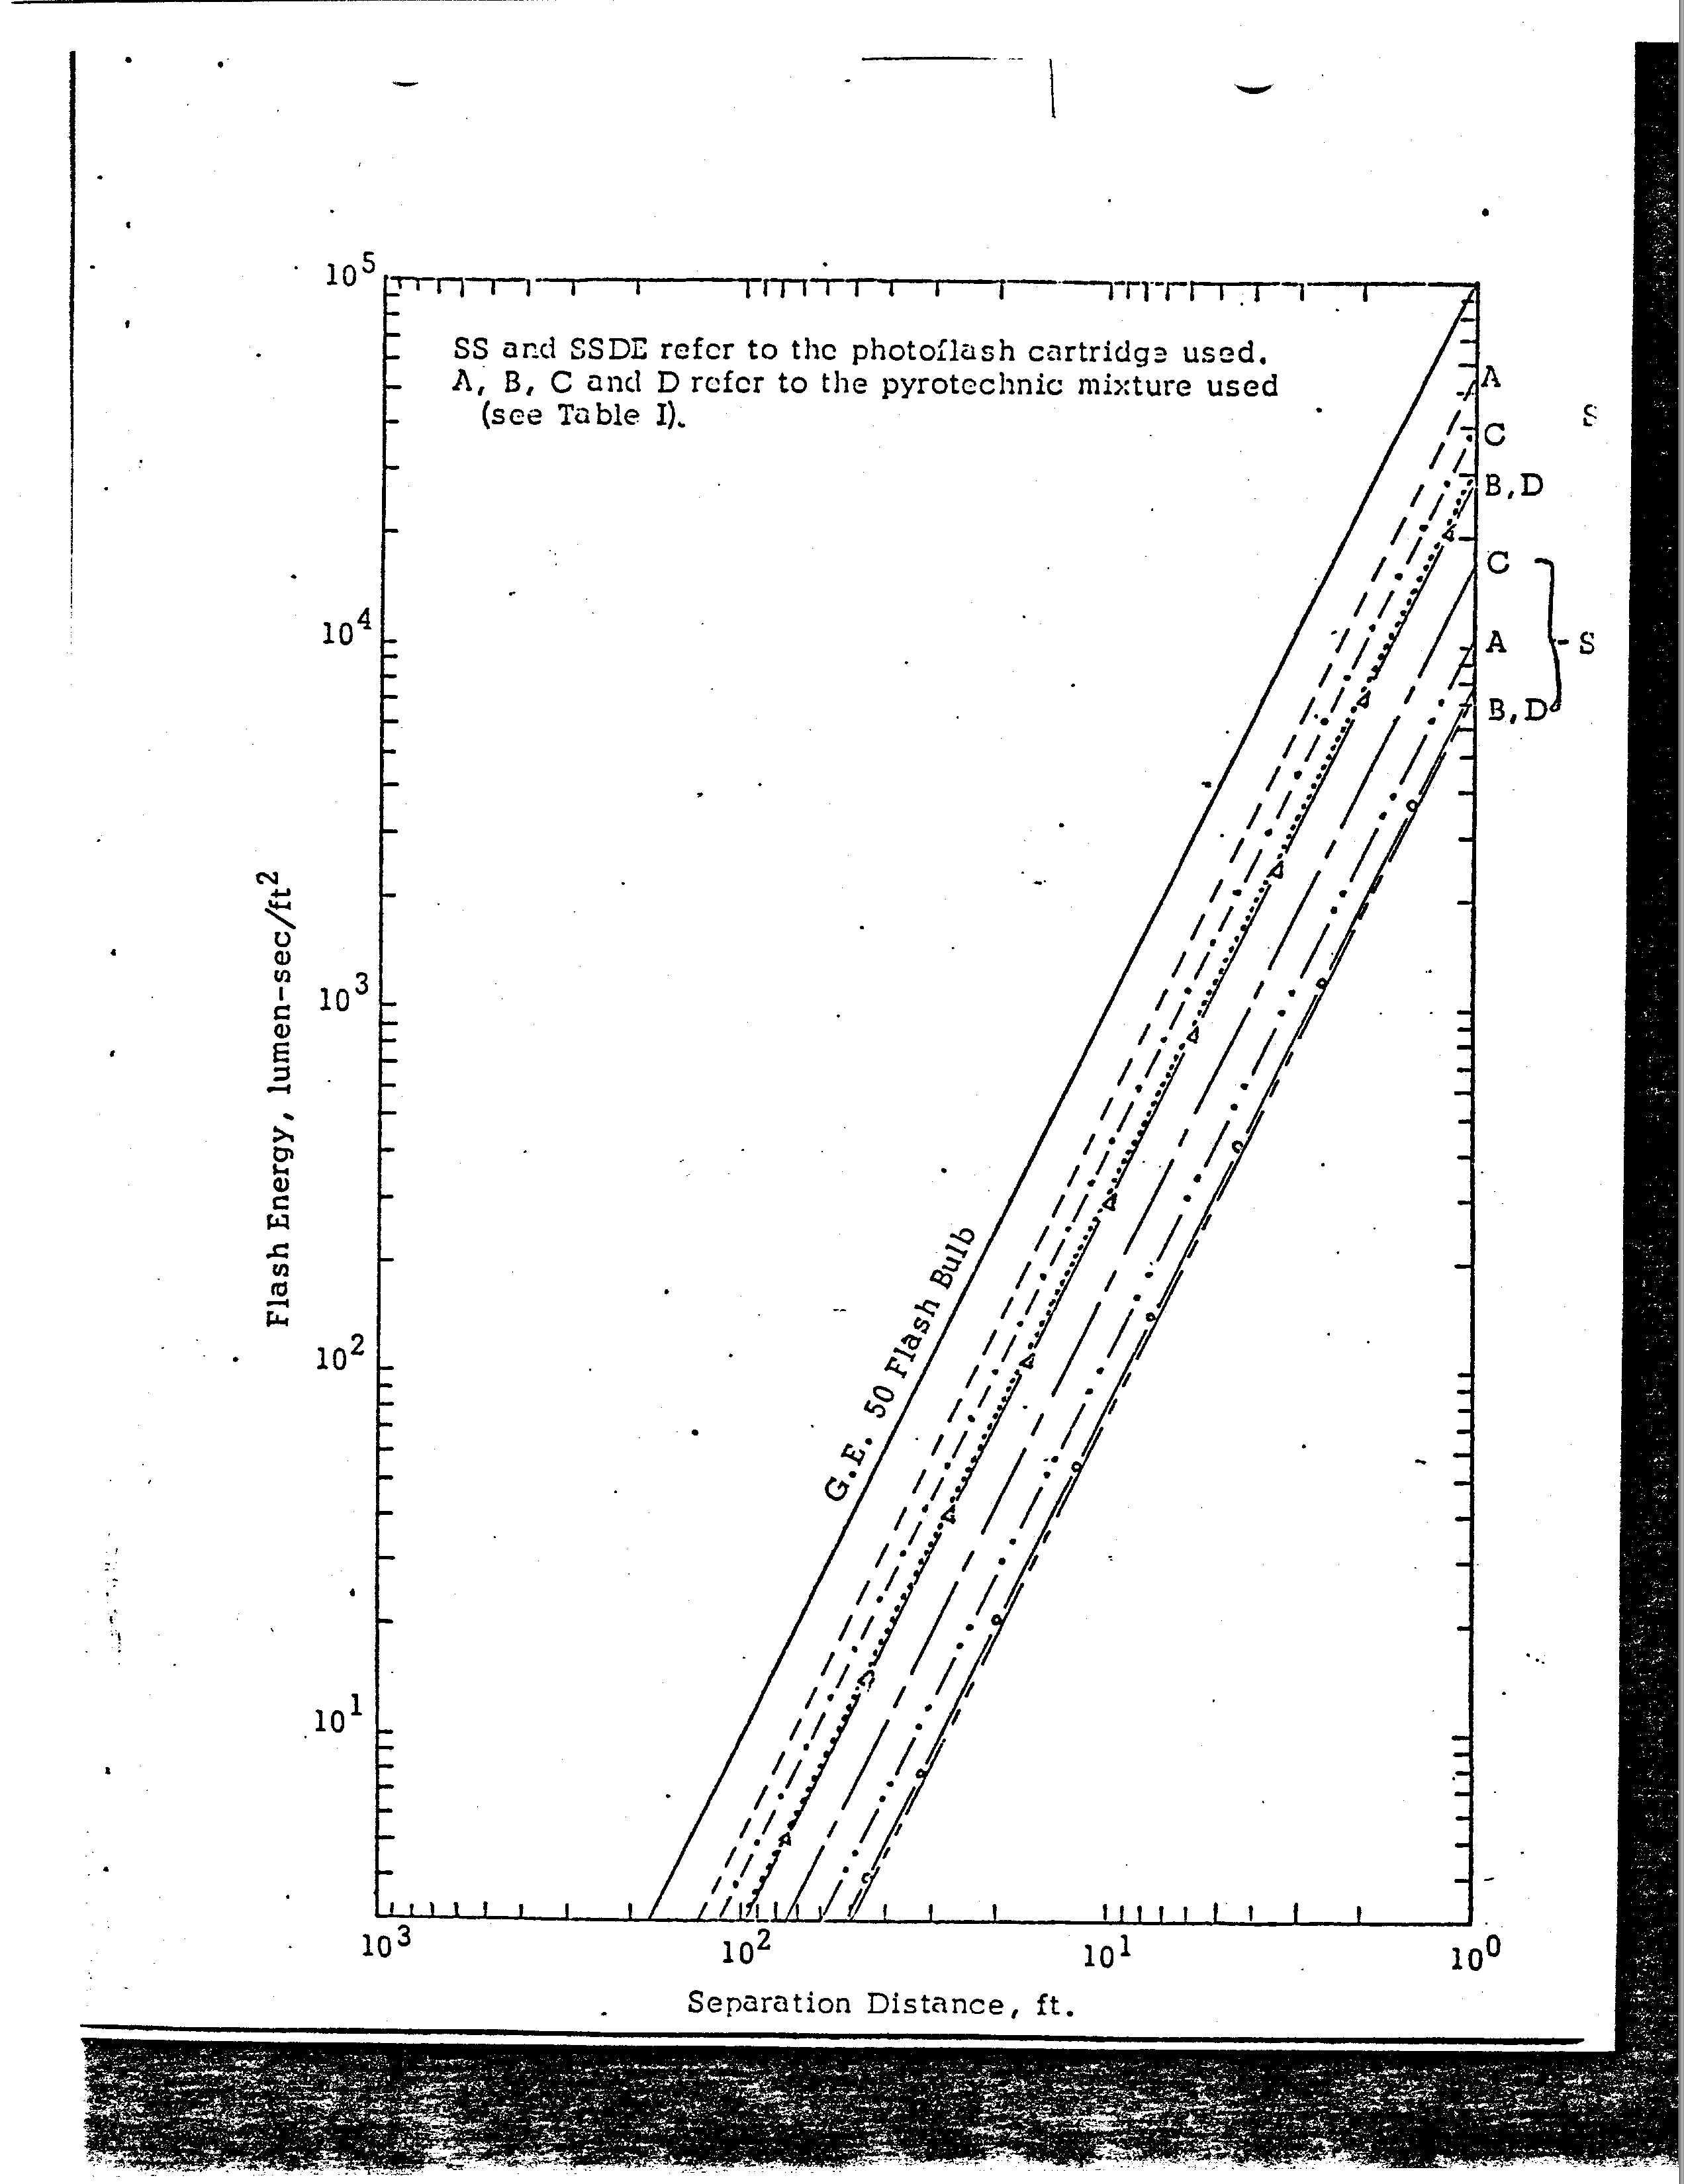 10^5
SS and SSDE refer to the photoflash cartridge used.
A, B, C and D refer to the pyrotechnic mixture used
(see Table I).
A
S
C
B,D
C
10^4
A
S
B,D
Flash Energy, lumen-sec/ft^2
10^3
G.E. 50 Flash Bulb
10^2
10^1
10^3
10^2
10^1
10^0
Separation Distance, ft.